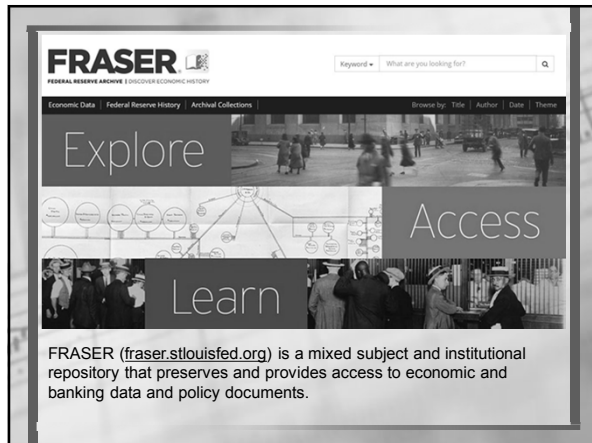 FRASER
FEDERAL RESERVE ARCHIVE | DISCOVER ECONOMIC HISTORY
Keyword What are you looking for?
Economic Data | Federal Reserve History | Archival Collections |
Browse by: Title | Author | Date | Theme
Explore
Access
Learn
FRASER (fraser.stlouisfed.org) is a mixed subject and institutional
repository that preserves and provides access to economic and
banking data and policy documents.